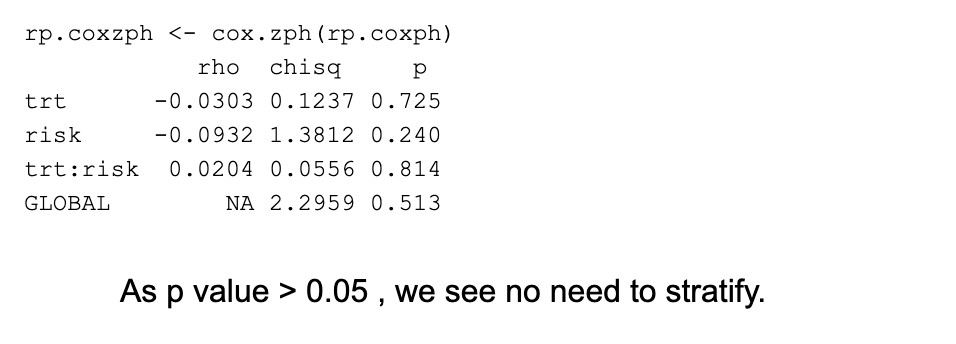 rp.coxzph <- cox.zph(rp.coxph)
rho chisq p
trt -0.0303 0.1237 0.725
risk -0.0932 1.3812 0.240
trt:risk 0.0204 0.0556 0.814
GLOBAL NA 2.2959 0.513
As p value > 0.05 , we see no need to stratify.